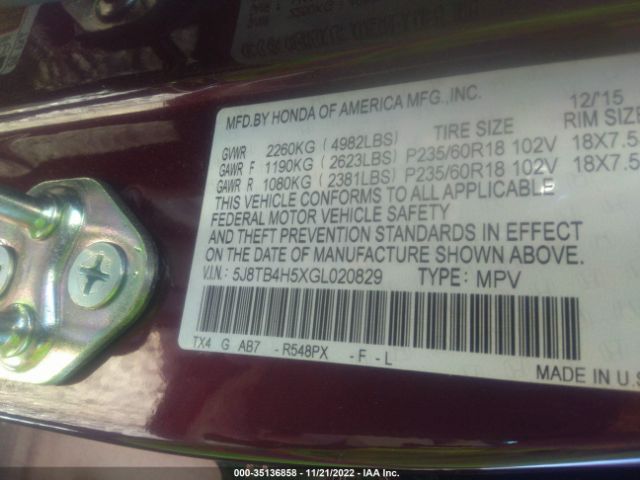 MFD.BY HONDA OF AMERICA MFG.,INC. 12/'15
TIRE SIZE RIM SIZE
GVWR 2260KG ( 4982LBS)
GAWR F 1190KG ( 2623LBS) P235/60R18 102V 18X7.5
GAWR R 1080KG ( 2381LBS) P235/60R18 102V 18X7.5
THIS VEHICLE CONFORMS TO ALL APPLICABLE
FEDERAL MOTOR VEHICLE SAFETY
AND THEFT PREVENTION STANDARDS IN EFFECT
ON THE DATE OF MANUFACTURE SHOWN ABOVE.
V.I.N.: 5J8TB4H5XGL020829 TYPE: MPV
TX4 G AB7 - R548PX - F - L
MADE IN U.S
000-35136858 - 11/21/2022 - IAA Inc.